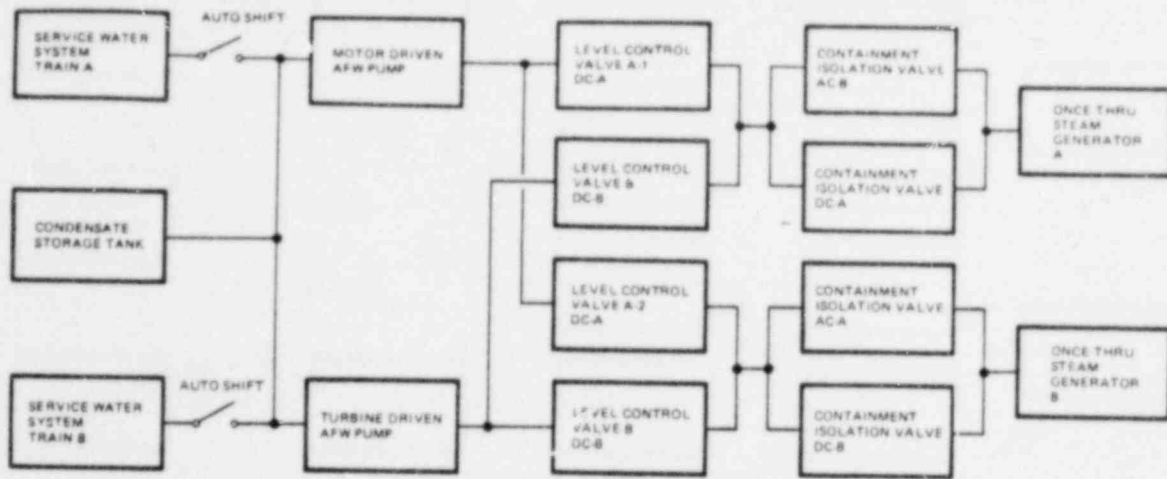 AUTO SHIFT
SERVICE WATER
SYSTEM
TRAIN A
MOTOR DRIVEN
AFW PUMP
LEVEL CONTROL
VALVE A-1
DC-A
CONTAINMENT
ISOLATION VALVE
AC-B
ONCE THRU
STEAM
GENERATOR
A
LEVEL CONTROL
VALVE B
DC-B
CONTAINMENT
ISOLATION VALVE
DC-A
CONDENSATE
STORAGE TANK
LEVEL CONTROL
VALVE A-2
DC-A
CONTAINMENT
ISOLATION VALVE
AC-A
ONCE THRU
STEAM
GENERATOR
B
AUTO SHIFT
SERVICE WATER
SYSTEM
TRAIN B
TURBINE DRIVEN
AFW PUMP
LEVEL CONTROL
VALVE B
DC-B
CONTAINMENT
ISOLATION VALVE
DC-B